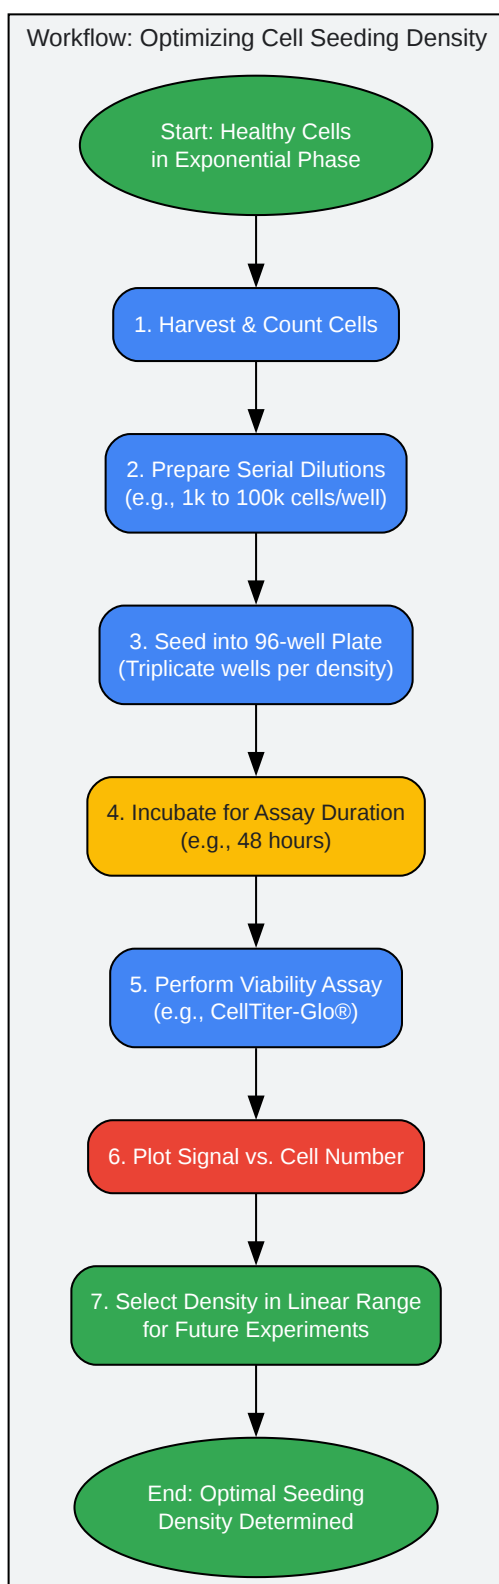 Workflow: Optimizing Cell Seeding Density
Start: Healthy Cells
in Exponential Phase
1. Harvest & Count Cells
2. Prepare Serial Dilutions
(e.g., 1k to 100k cells/well)
3. Seed into 96-well Plate
(Triplicate wells per density)
4. Incubate for Assay Duration
(e.g., 48 hours)
5. Perform Viability Assay
(e.g., CellTiter-Glo®)
6. Plot Signal vs. Cell Number
7. Select Density in Linear Range
for Future Experiments
End: Optimal Seeding
Density Determined